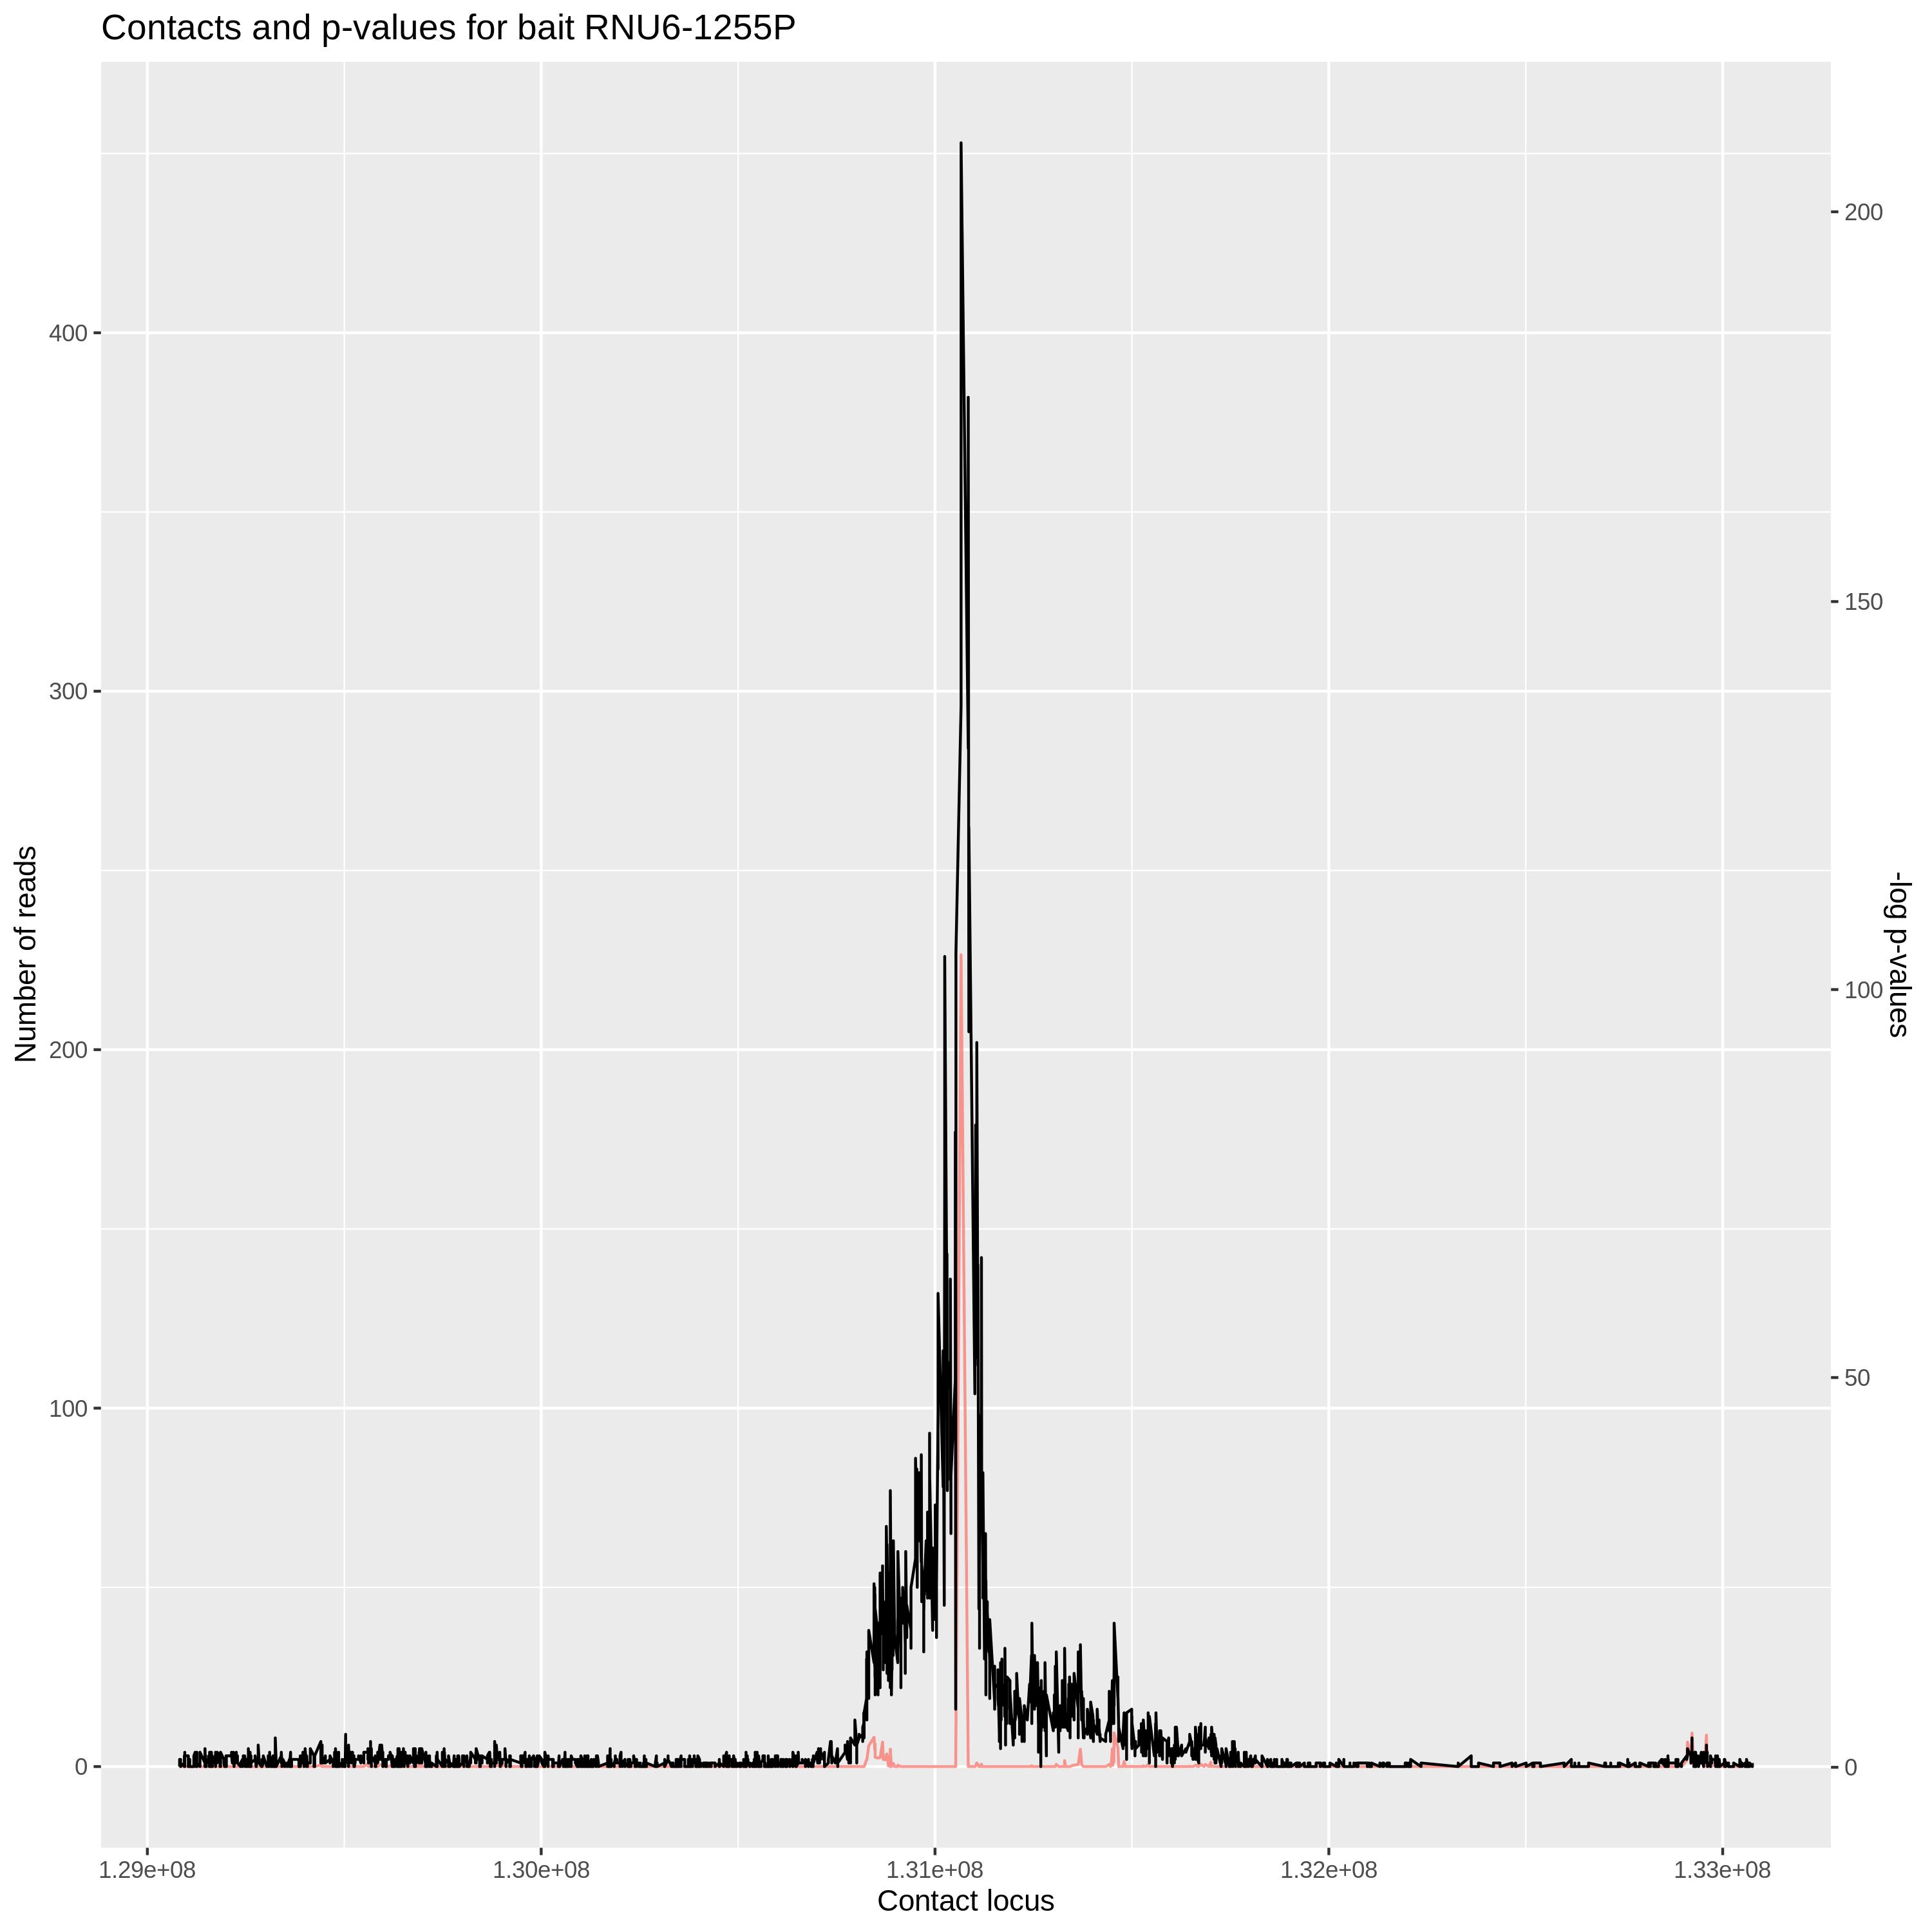 Contacts and p-values for bait RNU6-1255P
Number of reads
400
300
200
100
0
200
150
100
50
0
-log p-values
1.29e+08
1.30e+08
1.31e+08
1.32e+08
1.33e+08
Contact locus